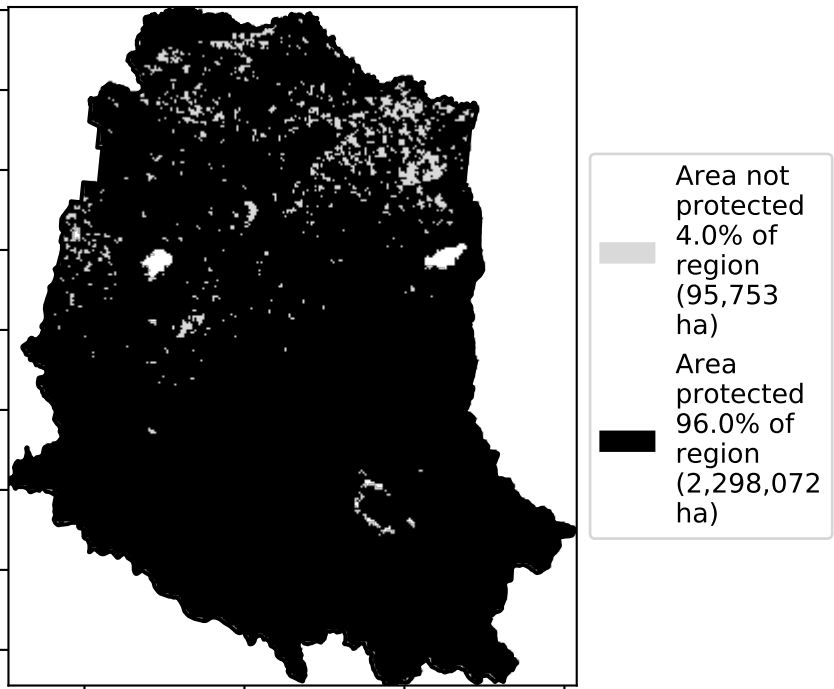 Area not
protected
4.0% of
region
(95,753
ha)
Area
protected
96.0% of
region
(2,298,072
ha)